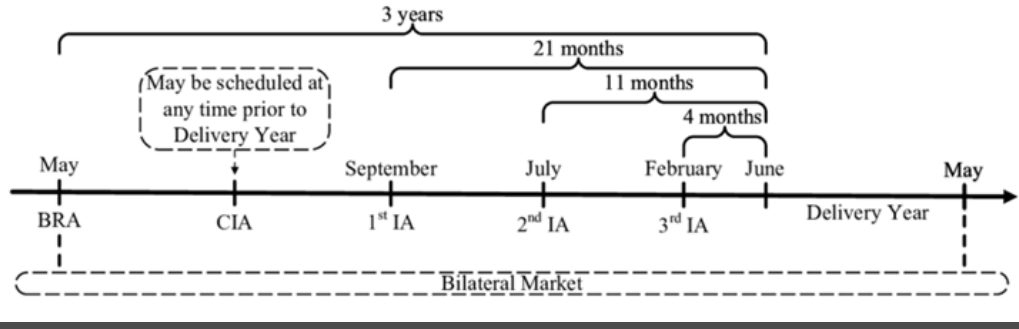 3 years
21 months
11 months
4 months
May be scheduled at
any time prior to
Delivery Year
May
September
July
February
June
May
BRA
CIA
1st IA
2nd IA
3rd IA
Delivery Year
Bilateral Market